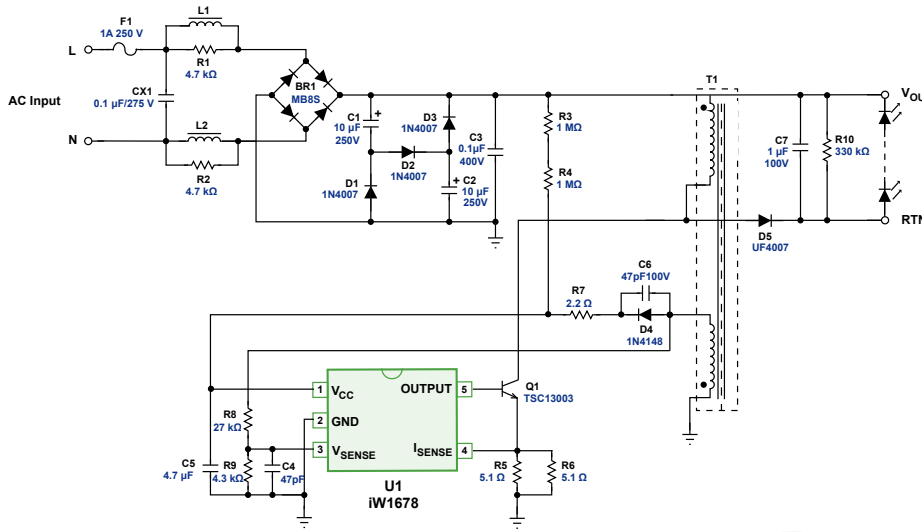 F1
1A 250 V
L
AC Input
N
CX1
0.1 µF/275 V
L1
R1
4.7 kΩ
L2
R2
4.7 kΩ
BR1
MB8S
C1
10 µF
250V
+
D1
1N4007
D2
1N4007
D3
1N4007
+
C2
10 µF
250V
C3
0.1µF
400V
R3
1 MΩ
R4
1 MΩ
T1
C7
1 µF
100V
R10
330 kΩ
RTN
D5
UF4007
C6
47pF100V
R7
2.2 Ω
D4
1N4148
R8
27 kΩ
R9
4.3 kΩ
C5
4.7 µF
C4
47pF
1 VCC
2 GND
3 VSENSE
OUTPUT 5
ISENSE 4
U1
iW1678
Q1
TSC13003
R5
5.1 Ω
R6
5.1 Ω